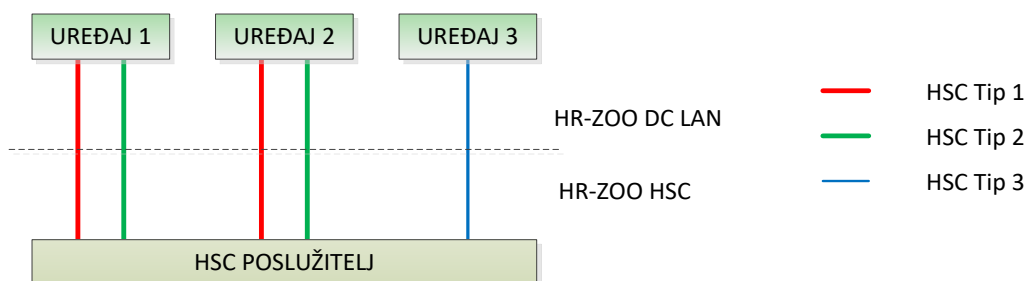 UREĐAJ 1
UREĐAJ 2
UREĐAJ 3
HR-ZOO DC LAN
HR-ZOO HSC
HSC POSLUŽITELJ
HSC Tip 1
HSC Tip 2
HSC Tip 3